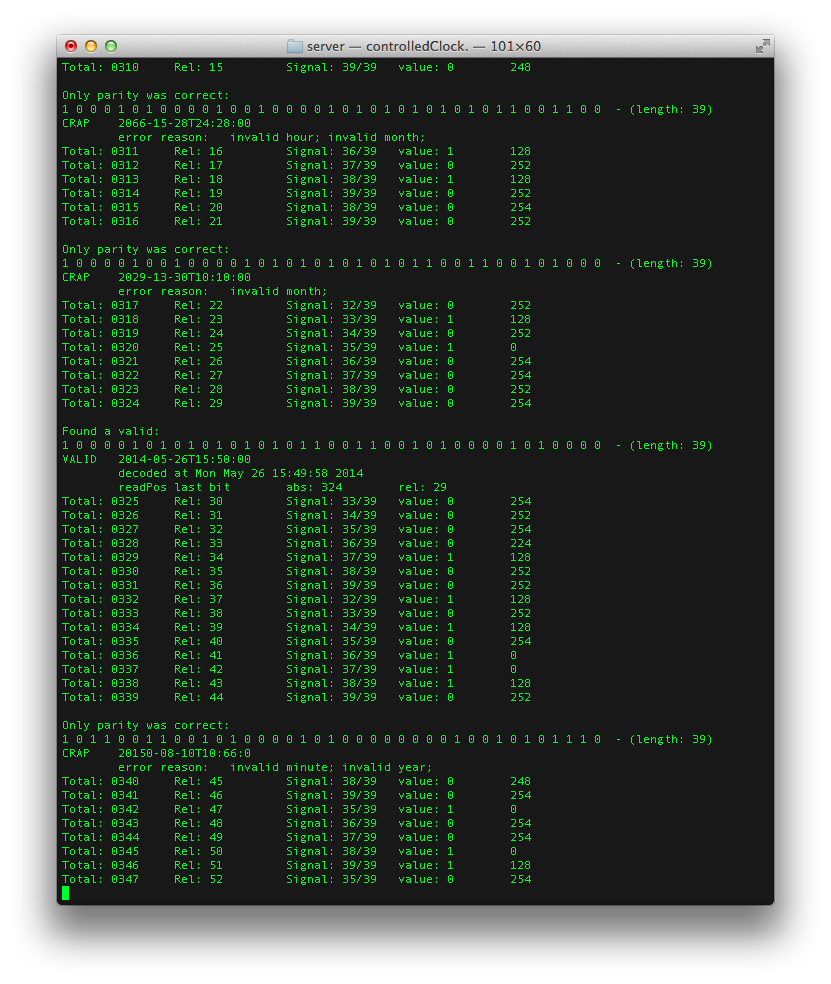 server — controlledClock. — 101×60
Total: 0310 Rel: 15 Signal: 39/39 value: 0 248
Only parity was correct:
1 0 0 0 1 0 1 0 0 0 0 1 0 0 1 0 0 0 0 1 0 1 0 1 0 1 0 1 0 1 0 1 1 0 0 1 1 0 0 - (length: 39)
CRAP 2066-15-28T24:28:00
error reason: invalid hour; invalid month;
Total: 0311 Rel: 16 Signal: 36/39 value: 1 128
Total: 0312 Rel: 17 Signal: 37/39 value: 0 252
Total: 0313 Rel: 18 Signal: 38/39 value: 1 128
Total: 0314 Rel: 19 Signal: 39/39 value: 0 252
Total: 0315 Rel: 20 Signal: 38/39 value: 0 254
Total: 0316 Rel: 21 Signal: 39/39 value: 0 252
Only parity was correct:
1 0 0 0 0 1 0 0 1 0 0 0 0 1 0 1 0 1 0 1 0 1 0 1 0 1 1 0 0 1 1 0 0 1 0 1 0 0 0 - (length: 39)
CRAP 2029-13-30T10:10:00
error reason: invalid month;
Total: 0317 Rel: 22 Signal: 32/39 value: 0 252
Total: 0318 Rel: 23 Signal: 33/39 value: 1 128
Total: 0319 Rel: 24 Signal: 34/39 value: 0 252
Total: 0320 Rel: 25 Signal: 35/39 value: 1 0
Total: 0321 Rel: 26 Signal: 36/39 value: 0 254
Total: 0322 Rel: 27 Signal: 37/39 value: 0 254
Total: 0323 Rel: 28 Signal: 38/39 value: 0 252
Total: 0324 Rel: 29 Signal: 39/39 value: 0 254
Found a valid:
1 0 0 0 0 1 0 1 0 1 0 1 0 1 0 1 0 1 1 0 0 1 1 0 0 1 0 1 0 0 0 0 1 0 1 0 0 0 0 - (length: 39)
VALID 2014-05-26T15:50:00
decoded at Mon May 26 15:49:58 2014
readPos last bit abs: 324 rel: 29
Total: 0325 Rel: 30 Signal: 33/39 value: 0 254
Total: 0326 Rel: 31 Signal: 34/39 value: 0 252
Total: 0327 Rel: 32 Signal: 35/39 value: 0 254
Total: 0328 Rel: 33 Signal: 36/39 value: 0 224
Total: 0329 Rel: 34 Signal: 37/39 value: 1 128
Total: 0330 Rel: 35 Signal: 38/39 value: 0 252
Total: 0331 Rel: 36 Signal: 39/39 value: 0 252
Total: 0332 Rel: 37 Signal: 32/39 value: 1 128
Total: 0333 Rel: 38 Signal: 33/39 value: 0 252
Total: 0334 Rel: 39 Signal: 34/39 value: 1 128
Total: 0335 Rel: 40 Signal: 35/39 value: 0 254
Total: 0336 Rel: 41 Signal: 36/39 value: 1 0
Total: 0337 Rel: 42 Signal: 37/39 value: 1 0
Total: 0338 Rel: 43 Signal: 38/39 value: 1 128
Total: 0339 Rel: 44 Signal: 39/39 value: 0 252
Only parity was correct:
1 0 1 1 0 0 1 1 0 0 1 0 1 0 0 0 0 1 0 1 0 0 0 0 0 0 0 0 1 0 0 1 0 1 0 1 1 1 0 - (length: 39)
CRAP 20150-08-10T10:66:0
error reason: invalid minute; invalid year;
Total: 0340 Rel: 45 Signal: 38/39 value: 0 248
Total: 0341 Rel: 46 Signal: 39/39 value: 0 254
Total: 0342 Rel: 47 Signal: 35/39 value: 1 0
Total: 0343 Rel: 48 Signal: 36/39 value: 0 254
Total: 0344 Rel: 49 Signal: 37/39 value: 0 254
Total: 0345 Rel: 50 Signal: 38/39 value: 1 0
Total: 0346 Rel: 51 Signal: 39/39 value: 1 128
Total: 0347 Rel: 52 Signal: 35/39 value: 0 254